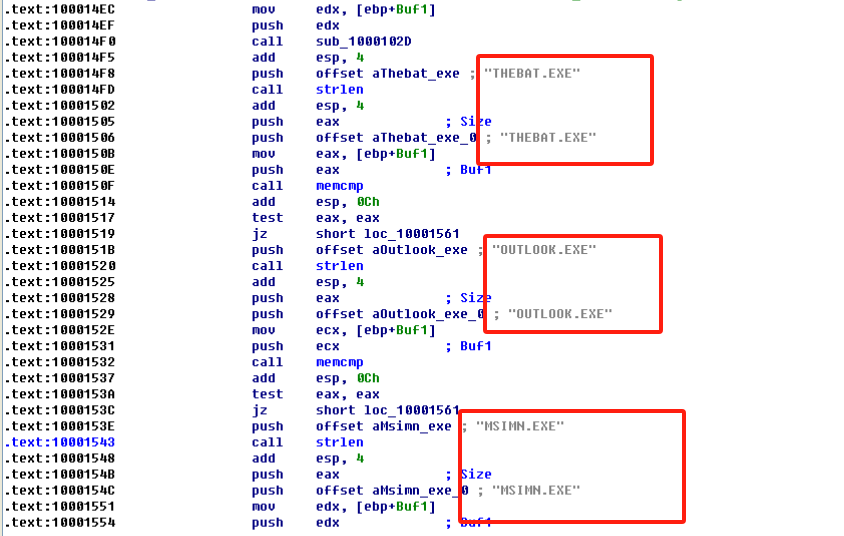 .text:100014EC mov edx, [ebp+Buf1]
.text:100014EF push edx
.text:100014F0 call sub_1000102D
.text:100014F5 add esp, 4
.text:100014F8 push offset aThebat_exe ; "THEBAT.EXE"
.text:100014FD call strlen
.text:10001502 add esp, 4
.text:10001505 push eax ; Size
.text:10001506 push offset aThebat_exe_0 ; "THEBAT.EXE"
.text:1000150B mov eax, [ebp+Buf1]
.text:1000150E push eax ; Buf1
.text:1000150F call memcmp
.text:10001514 add esp, 0Ch
.text:10001517 test eax, eax
.text:10001519 jz short loc_10001561
.text:1000151B push offset aOutlook_exe ; "OUTLOOK.EXE"
.text:10001520 call strlen
.text:10001525 add esp, 4
.text:10001528 push eax ; Size
.text:10001529 push offset aOutlook_exe_0 ; "OUTLOOK.EXE"
.text:1000152E mov ecx, [ebp+Buf1]
.text:10001531 push ecx ; Buf1
.text:10001532 call memcmp
.text:10001537 add esp, 0Ch
.text:1000153A test eax, eax
.text:1000153C jz short loc_10001561
.text:1000153E push offset aMsimn_exe ; "MSIMN.EXE"
.text:10001543 call strlen
.text:10001548 add esp, 4
.text:1000154B push eax ; Size
.text:1000154C push offset aMsimn_exe_0 ; "MSIMN.EXE"
.text:10001551 mov edx, [ebp+Buf1]
.text:10001554 push edx ; Buf1